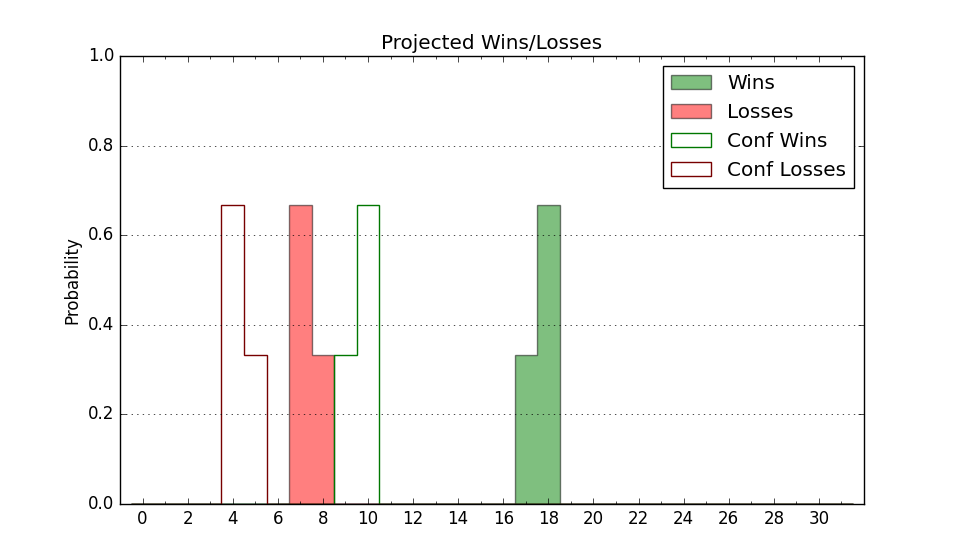 Projected Wins/Losses
1.0
0.8
0.6
0.4
0.2
0.0
Probability
Wins
Losses
Conf Wins
Conf Losses
0 2 4 6 8 10 12 14 16 18 20 22 24 26 28 30